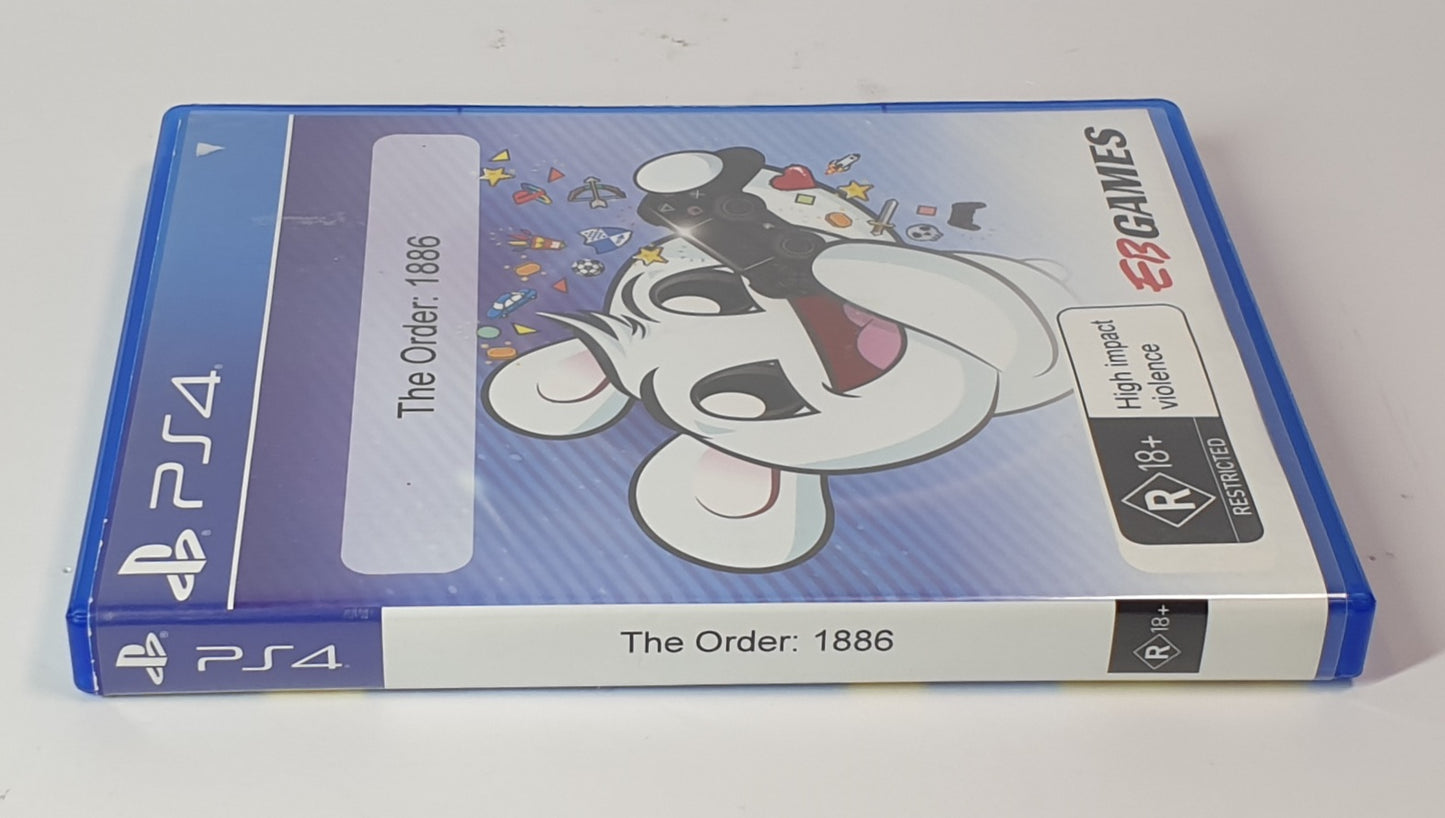 PS4
The Order: 1886
EB GAMES
R 18+
RESTRICTED
High impact
violence
PS4
The Order: 1886
R 18+